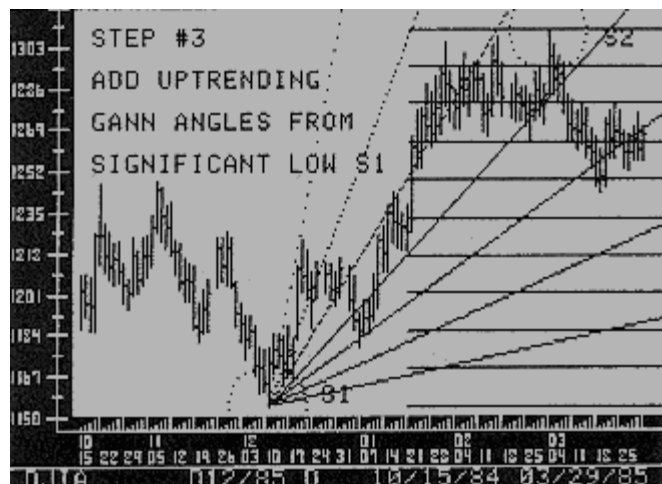 STEP #3
ADD UPTRENDING
GANN ANGLES FROM
SIGNIFICANT LOW S1
S2
1303
1286
1269
1252
1235
1218
1201
1184
1167
1150
S1
10 11 12 01 02 03
15 22 29 05 12 19 26 03 10 17 24 31 07 14 21 28 04 11 18 25 04 11 18 25
DJIA D12/85 D 10/15/84 03/29/85